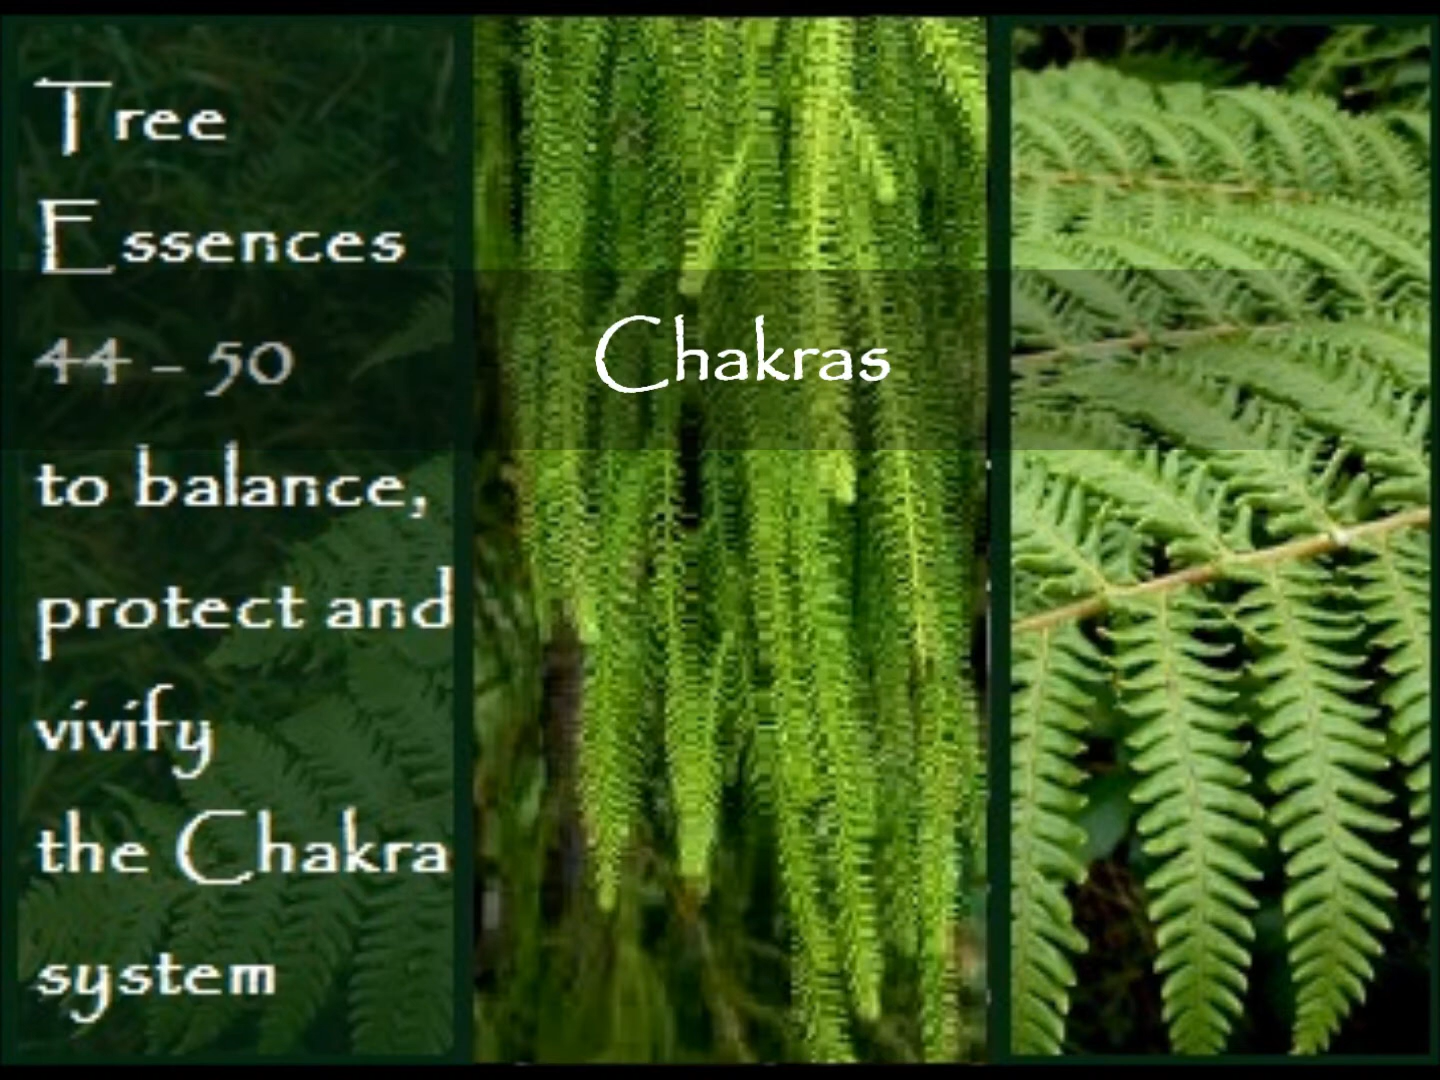 Tree
Essences
44 - 50
to balance,
protect and
vivify
the Chakra
system
Chakras